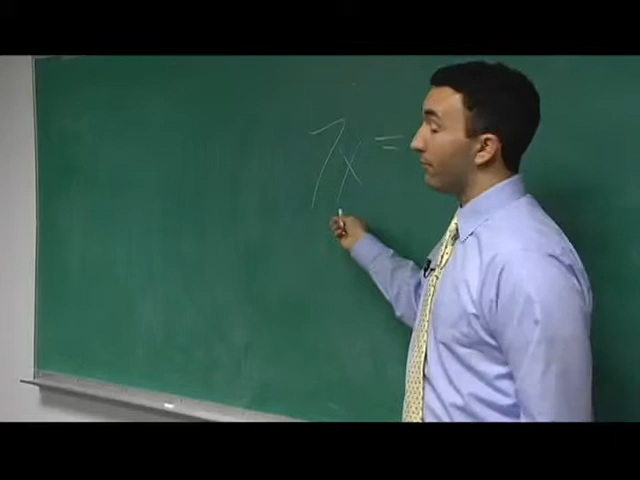 7x =